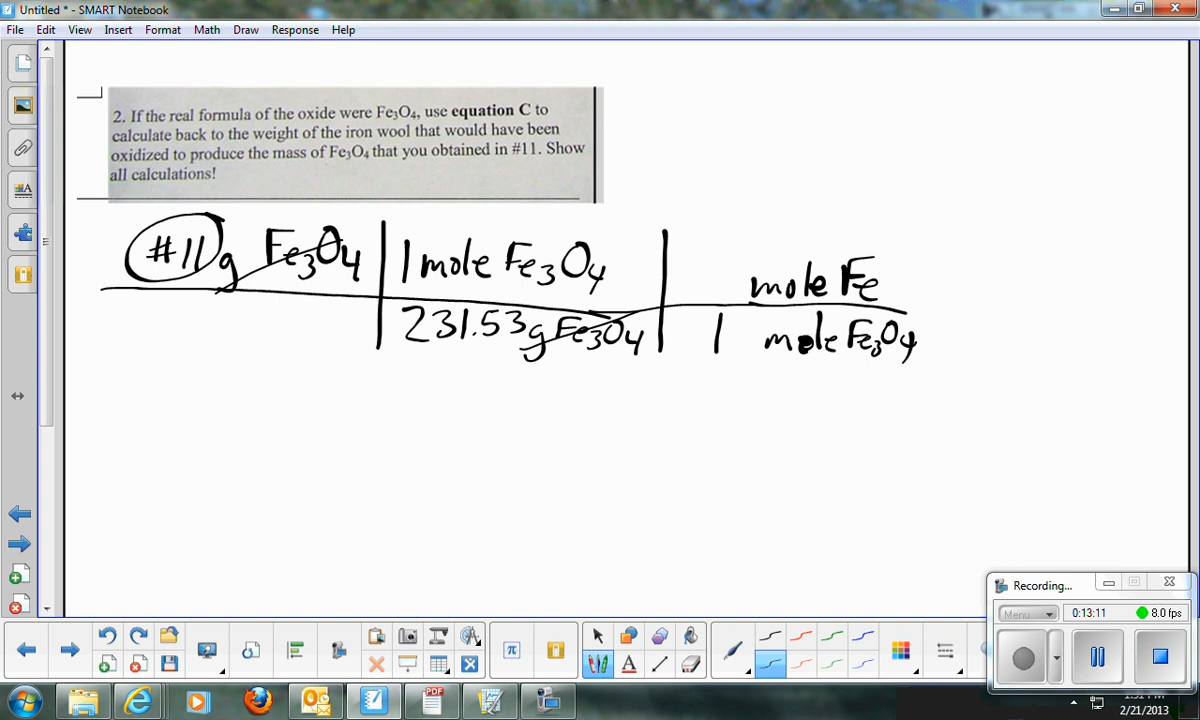 Untitled * - SMART Notebook
File Edit View Insert Format Math Draw Response Help
2. If the real formula of the oxide were Fe₃O₄, use equation C to
calculate back to the weight of the iron wool that would have been
oxidized to produce the mass of Fe₃O₄ that you obtained in #11. Show
all calculations!
#11 g Fe₃O₄ | 1 mole Fe₃O₄ | mole Fe
231.53 g Fe₃O₄ | 1 mole Fe₃O₄
Recording...
Menu 0:13:11 8.0 fps
2/21/2013